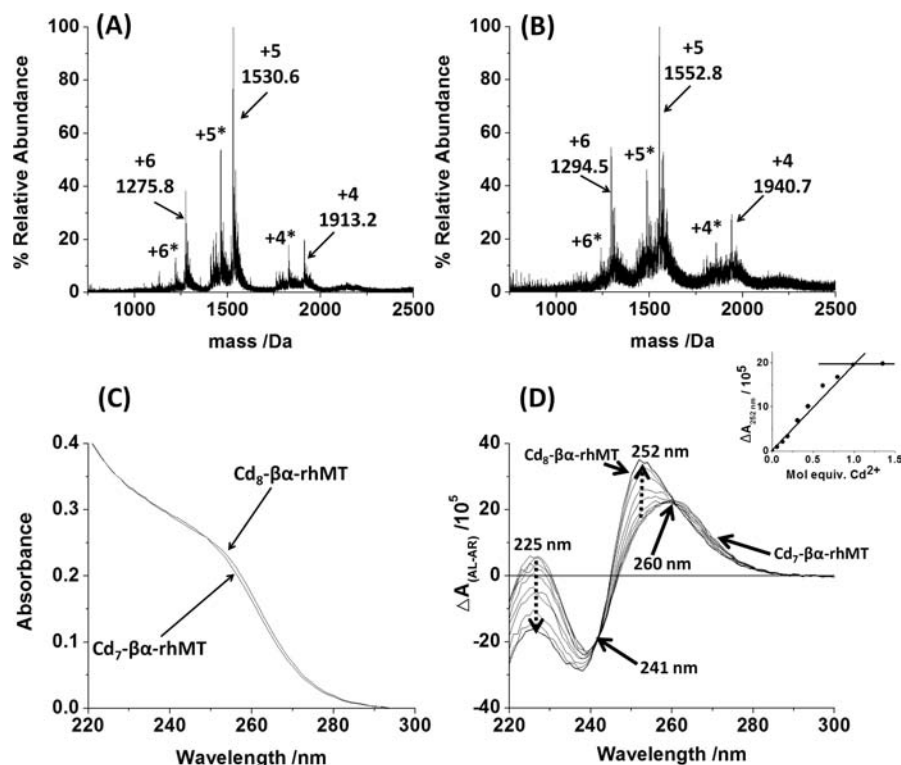 (A)
% Relative Abundance
100
80
60
40
20
0
1000
1500
2000
2500
mass /Da
+5
1530.6
+5*
+6
1275.8
+6*
+4
1913.2
+4*
(B)
% Relative Abundance
100
80
60
40
20
0
1000
1500
2000
2500
mass /Da
+5
1552.8
+5*
+6
1294.5
+6*
+4
1940.7
+4*
(C)
Absorbance
0.4
0.3
0.2
0.1
0.0
220
240
260
280
300
Wavelength /nm
Cd8-βα-rhMT
Cd7-βα-rhMT
(D)
ΔA(AL-AR) /10^5
40
20
0
-20
-40
220
240
260
280
300
Wavelength /nm
Cd8-βα-rhMT
252 nm
225 nm
260 nm
Cd7-βα-rhMT
241 nm
ΔA252 nm / 10^5
20
10
0
0.0
0.5
1.0
1.5
Mol equiv. Cd2+